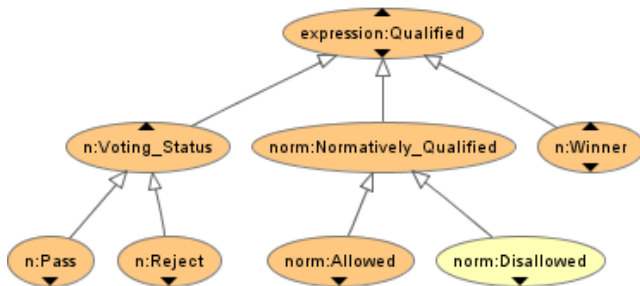 expression:Qualified
n:Voting_Status
norm:Normatively_Qualified
n:Winner
n:Pass
n:Reject
norm:Allowed
norm:Disallowed